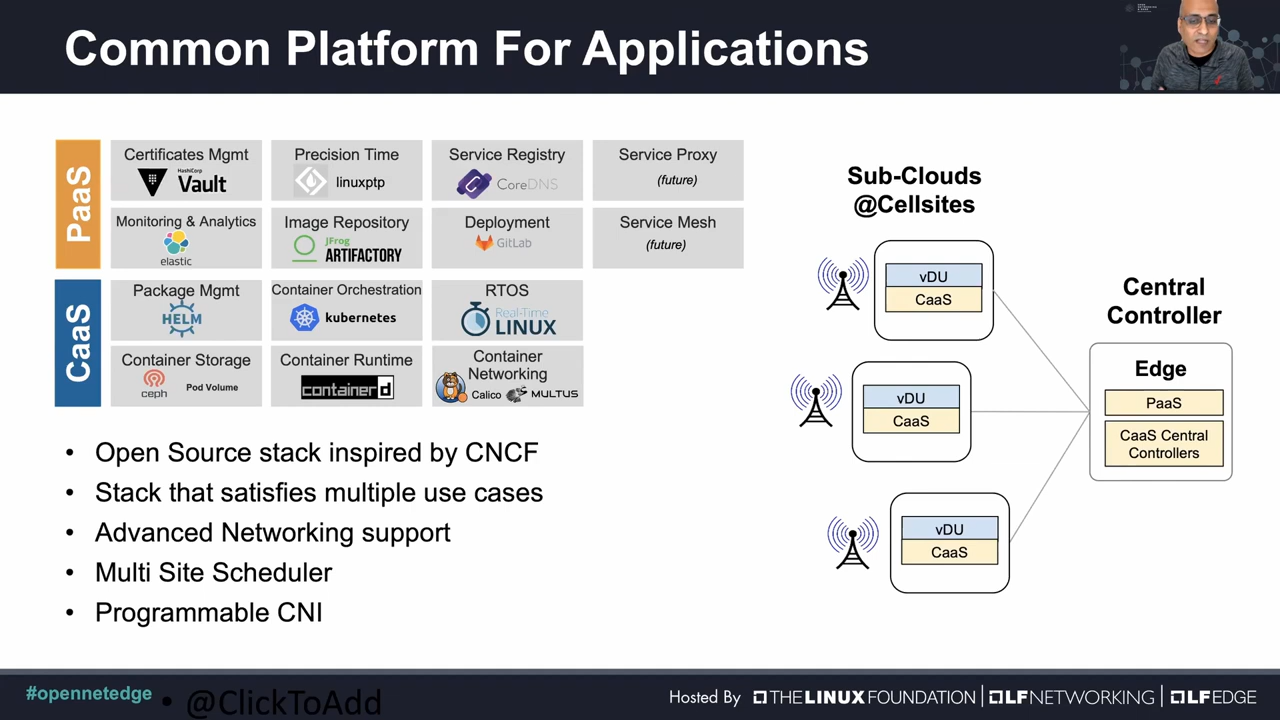 Common Platform For Applications
PaaS
Certificates Mgmt
HashiCorp
Vault
Precision Time
linuxptp
Service Registry
CoreDNS
Service Proxy
(future)
Monitoring & Analytics
elastic
Image Repository
JFrog
ARTIFACTORY
Deployment
GitLab
Service Mesh
(future)
CaaS
Package Mgmt
HELM
Container Orchestration
kubernetes
RTOS
Real-Time
LINUX
Container Storage
ceph
Pod Volume
Container Runtime
containerd
Container
Networking
Calico
MULTUS
• Open Source stack inspired by CNCF
• Stack that satisfies multiple use cases
• Advanced Networking support
• Multi Site Scheduler
• Programmable CNI
Sub-Clouds
@Cellsites
vDU
CaaS
vDU
CaaS
vDU
CaaS
Central
Controller
Edge
PaaS
CaaS Central
Controllers
#opennetedge
• @ClickToAdd
Hosted By
THE LINUX FOUNDATION
LFNETWORKING
LFEDGE